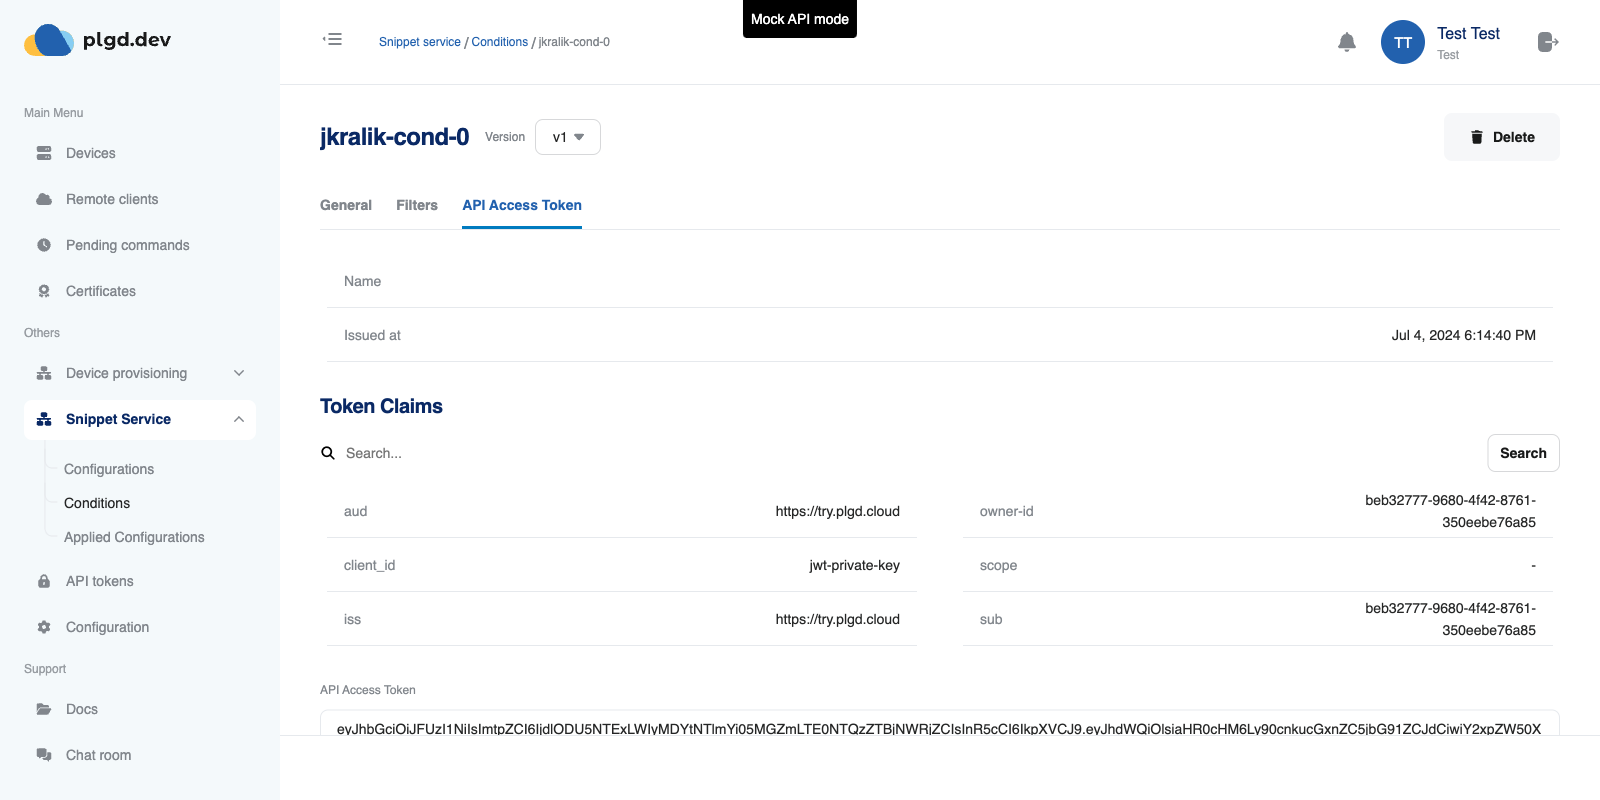 Mock API mode
plgd.dev
Snippet service / Conditions / jkralik-cond-0
TT
Test Test
Test
Main Menu
Devices
Remote clients
Pending commands
Certificates
Others
Device provisioning
Snippet Service
Configurations
Conditions
Applied Configurations
API tokens
Configuration
Support
Docs
Chat room
jkralik-cond-0
Version
v1
Delete
General
Filters
API Access Token
Name
Issued at
Jul 4, 2024 6:14:40 PM
Token Claims
Search...
Search
aud
https://try.plgd.cloud
owner-id
beb32777-9680-4f42-8761-
350eebe76a85
client_id
jwt-private-key
scope
-
iss
https://try.plgd.cloud
sub
beb32777-9680-4f42-8761-
350eebe76a85
API Access Token